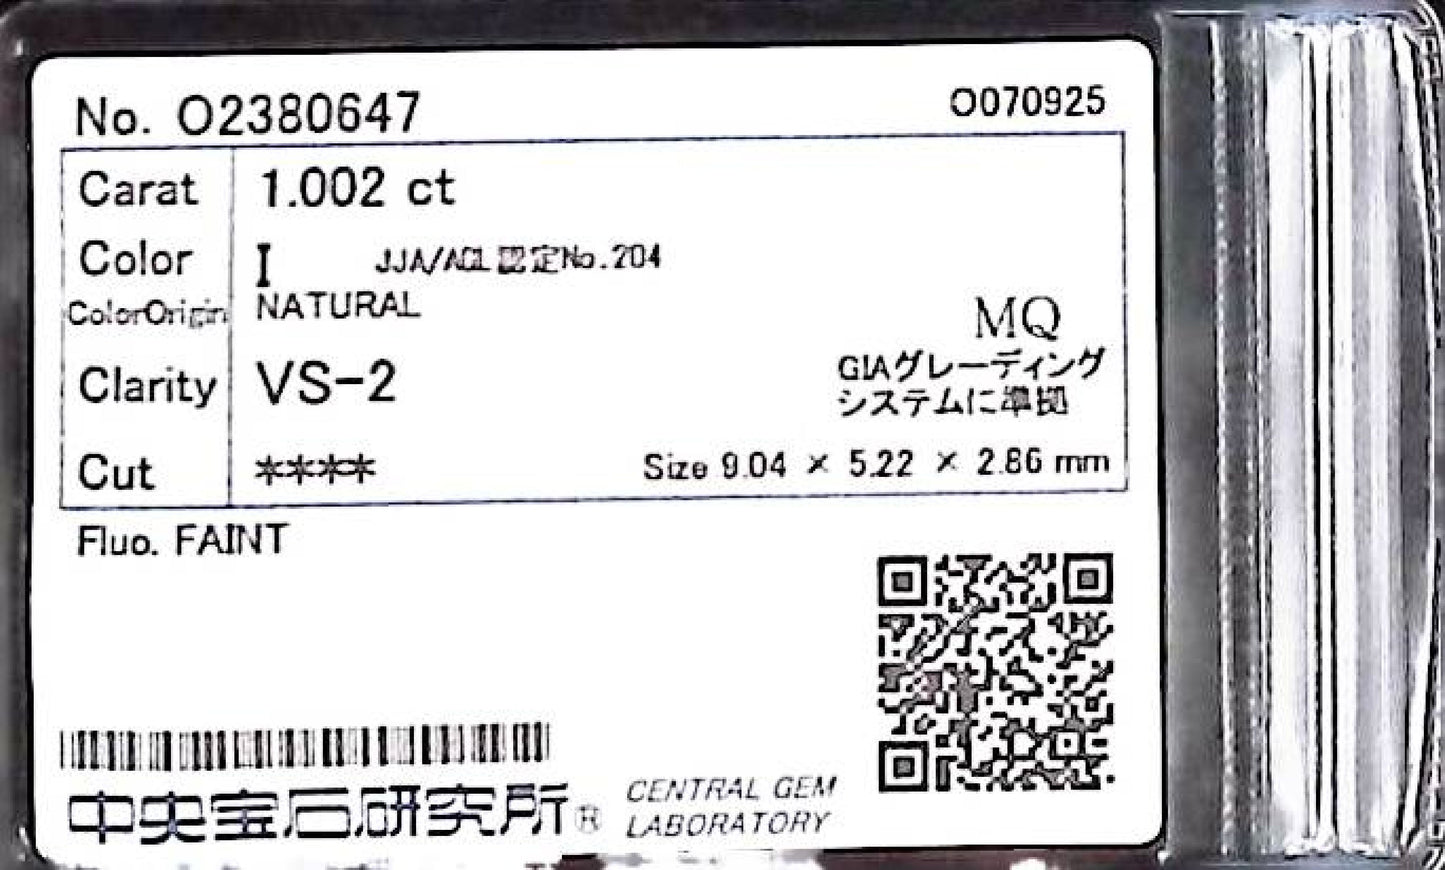 No. O2380647
O070925
Carat 1.002 ct
Color I JJA/AGL認定No.204
ColorOrigin NATURAL
MQ
GIAグレーディング
システムに準拠
Clarity VS-2
Cut ****
Size 9.04 × 5.22 × 2.86 mm
Fluo. FAINT
中央宝石研究所®
CENTRAL GEM
LABORATORY